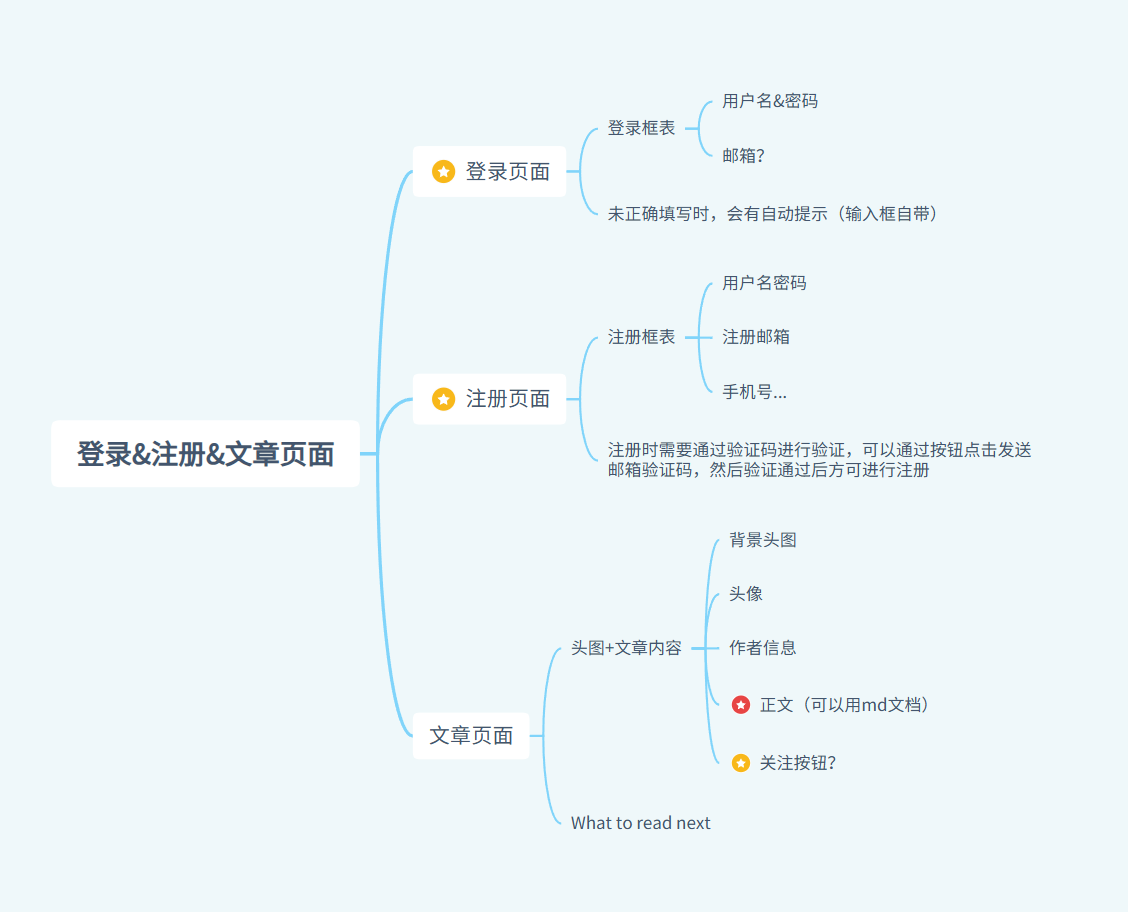 登录&注册&文章页面
登录页面
登录框表
用户名&密码
邮箱？
未正确填写时，会有自动提示（输入框自带）
注册页面
注册框表
用户名密码
注册邮箱
手机号...
注册时需要通过验证码进行验证，可以通过按钮点击发送
邮箱验证码，然后验证通过后方可进行注册
文章页面
头图+文章内容
背景头图
头像
作者信息
正文（可以用md文档）
关注按钮？
What to read next